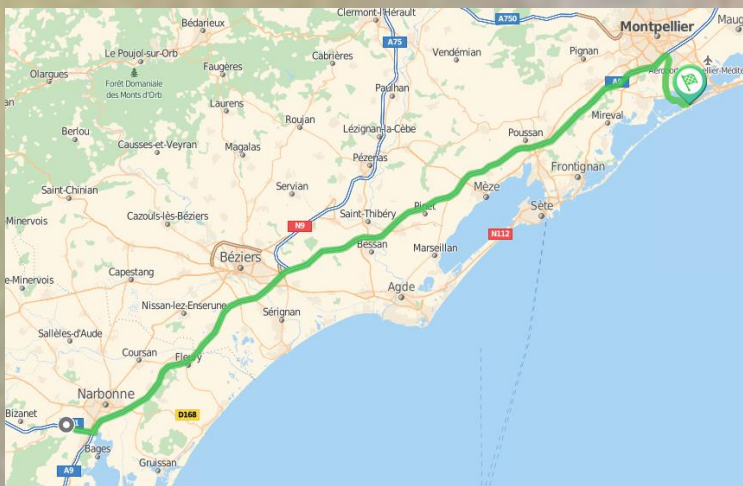 Clermont-l'Hérault
A750
Montpellier
Maug
Bédarieux
A75
Vendémian
Pignan
Le Poujol-sur-Orb
Cabrières
Olargues
Faugères
Forêt Domaniale
des Monts d'Orb
Paulhan
Laurens
Roujan
Mireval
Berlou
Lézignan-la-Cèbe
Poussan
Causses-et-Veyran
Magalas
Pézenas
Frontignan
Saint-Chinian
Servian
Mèze
Minervois
Cazouls-lès-Béziers
Saint-Thibéry
Sète
N9
Bessan
Marseillan
N112
Béziers
Capestang
e-Minervois
Agde
Nissan-lez-Enserune
Sérignan
Sallèles-d'Aude
Coursan
Narbonne
Bizanet
D168
Bages
A9
Gruissan